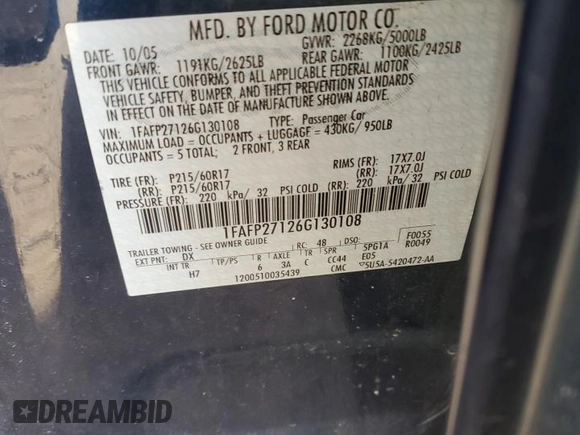 MFD. BY FORD MOTOR CO.
DATE: 10/05 GVWR: 2268KG/5000LB
FRONT GAWR: 1191KG/2625LB REAR GAWR: 1100KG/2425LB
THIS VEHICLE CONFORMS TO ALL APPLICABLE FEDERAL MOTOR
VEHICLE SAFETY, BUMPER, AND THEFT PREVENTION STANDARDS
IN EFFECT ON THE DATE OF MANUFACTURE SHOWN ABOVE.
VIN: 1FAFP27126G130108 TYPE: Passenger Car
MAXIMUM LOAD = OCCUPANTS + LUGGAGE = 430KG/ 950LB
OCCUPANTS = 5 TOTAL; 2 FRONT, 3 REAR
TIRE (FR): P215/60R17 RIMS (FR): 17X7.0J
(RR): P215/60R17 (RR): 17X7.0J
PRESSURE (FR): 220 kPa/ 32 PSI COLD (RR): 220 kPa/ 32 PSI COLD
1FAFP27126G130108
F0055
R0049
TRAILER TOWING - SEE OWNER GUIDE RC: 48 DSO:
EXT PNT: DX
INT TR TP/PS R AXLE TR SPR 5PG1A
H7 6 3A C CC44 E05
1200510035439 CMC 5U5A-5420472-AA
DREAMBID